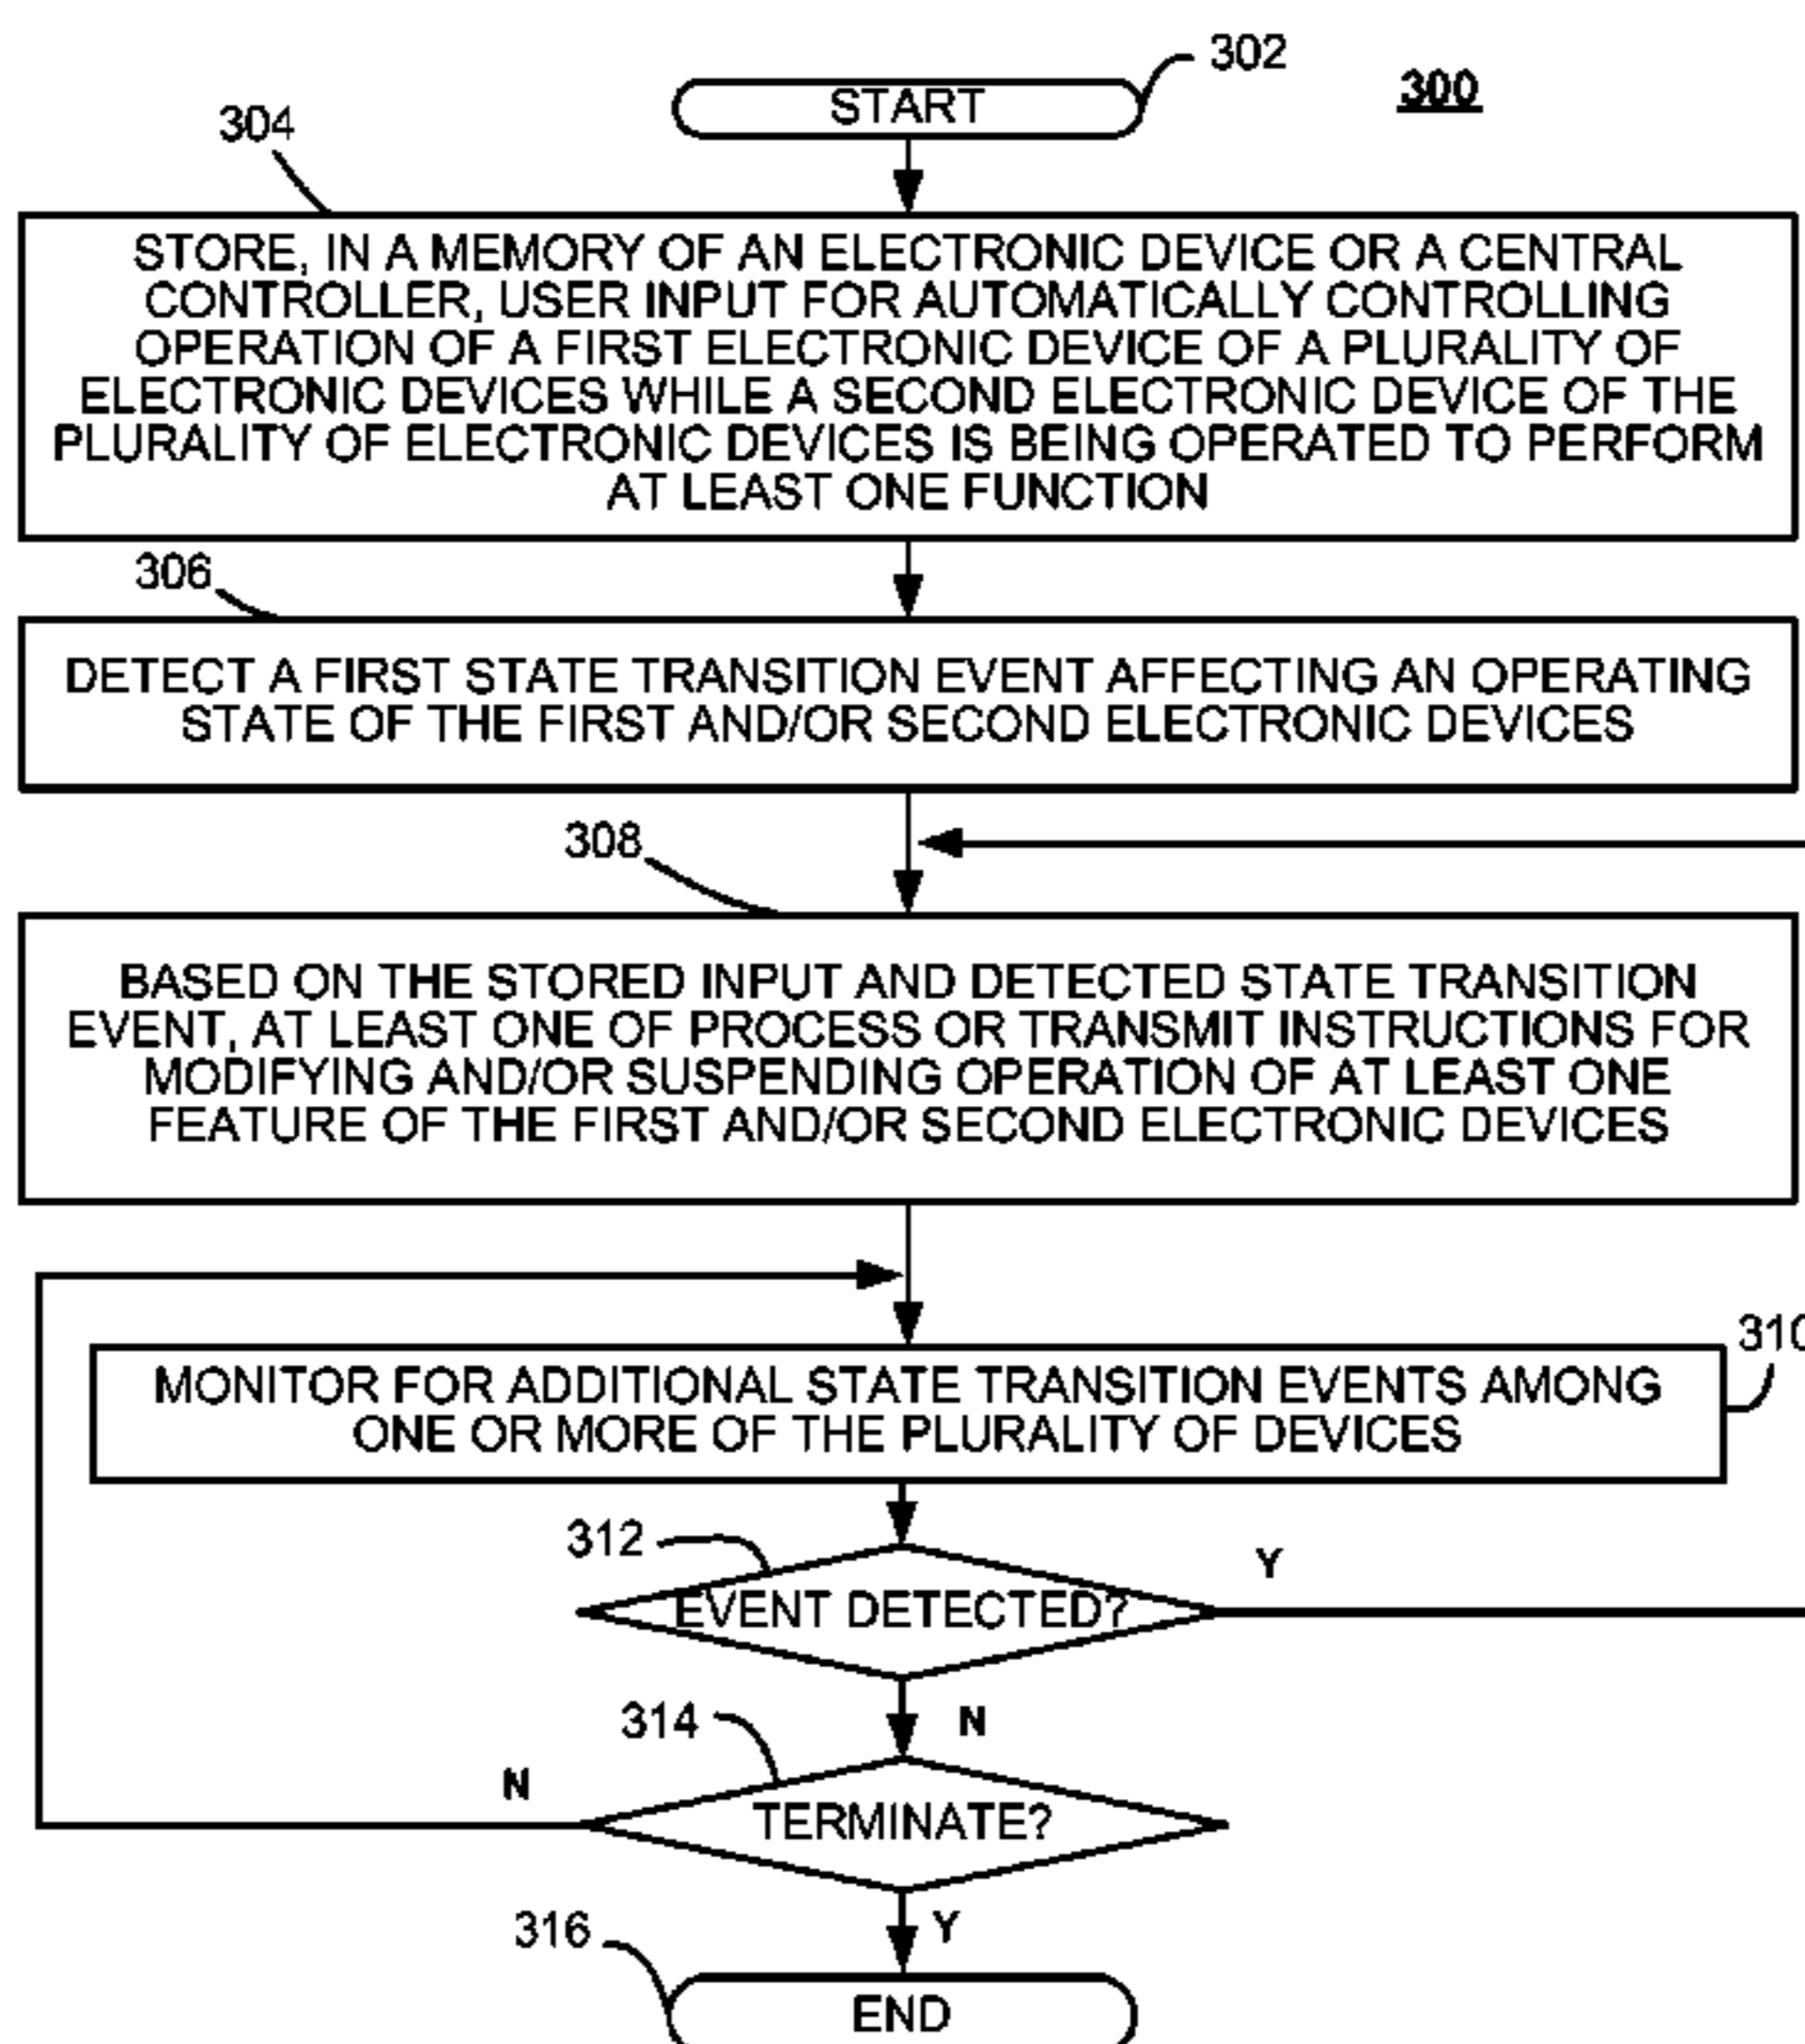 302
START
300
304
STORE, IN A MEMORY OF AN ELECTRONIC DEVICE OR A CENTRAL
CONTROLLER, USER INPUT FOR AUTOMATICALLY CONTROLLING
OPERATION OF A FIRST ELECTRONIC DEVICE OF A PLURALITY OF
ELECTRONIC DEVICES WHILE A SECOND ELECTRONIC DEVICE OF THE
PLURALITY OF ELECTRONIC DEVICES IS BEING OPERATED TO PERFORM
AT LEAST ONE FUNCTION
306
DETECT A FIRST STATE TRANSITION EVENT AFFECTING AN OPERATING
STATE OF THE FIRST AND/OR SECOND ELECTRONIC DEVICES
308
BASED ON THE STORED INPUT AND DETECTED STATE TRANSITION
EVENT, AT LEAST ONE OF PROCESS OR TRANSMIT INSTRUCTIONS FOR
MODIFYING AND/OR SUSPENDING OPERATION OF AT LEAST ONE
FEATURE OF THE FIRST AND/OR SECOND ELECTRONIC DEVICES
310
MONITOR FOR ADDITIONAL STATE TRANSITION EVENTS AMONG
ONE OR MORE OF THE PLURALITY OF DEVICES
312
Y
EVENT DETECTED?
314
N
N
TERMINATE?
316
Y
END